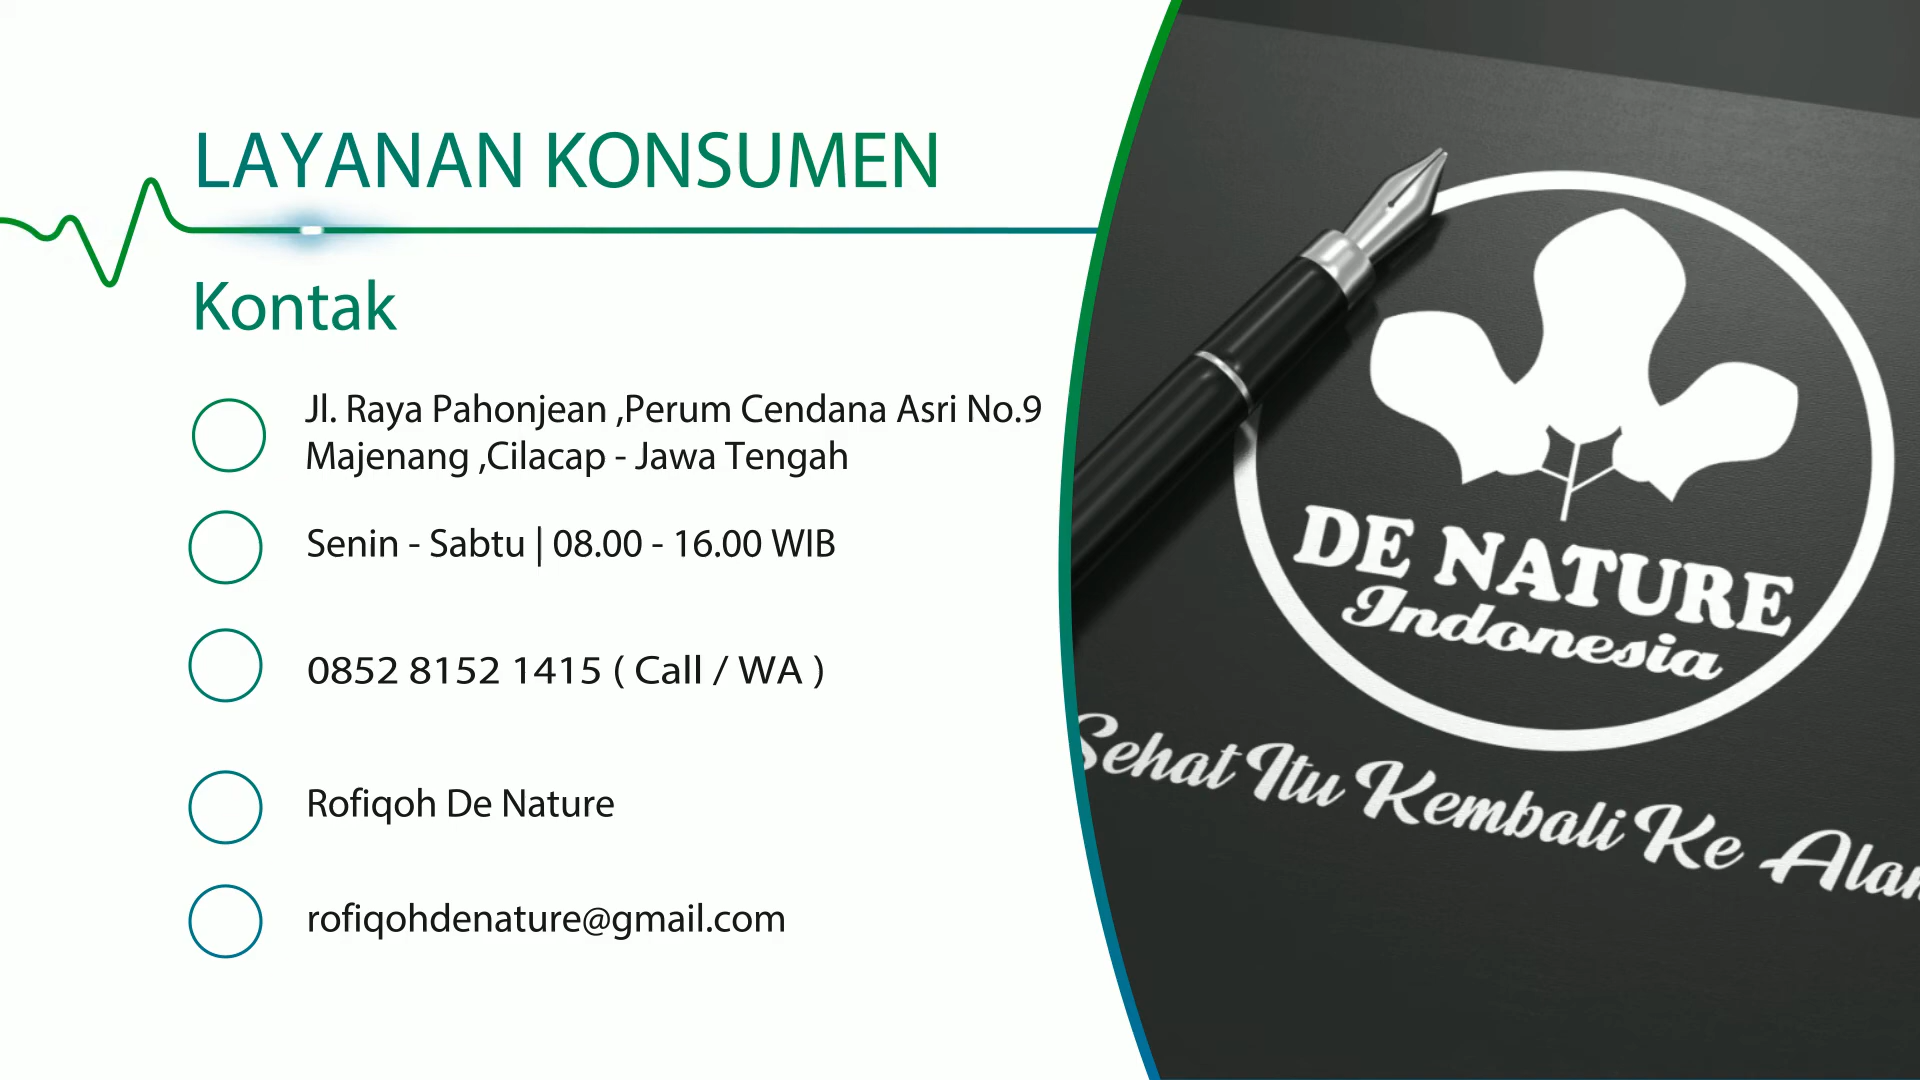 LAYANAN KONSUMEN
Kontak
Jl. Raya Pahonjean ,Perum Cendana Asri No.9
Majenang ,Cilacap - Jawa Tengah
Senin - Sabtu | 08.00 - 16.00 WIB
0852 8152 1415 ( Call / WA )
Rofiqoh De Nature
rofiqohdenature@gmail.com
DE NATURE
Indonesia
Sehat Itu Kembali Ke